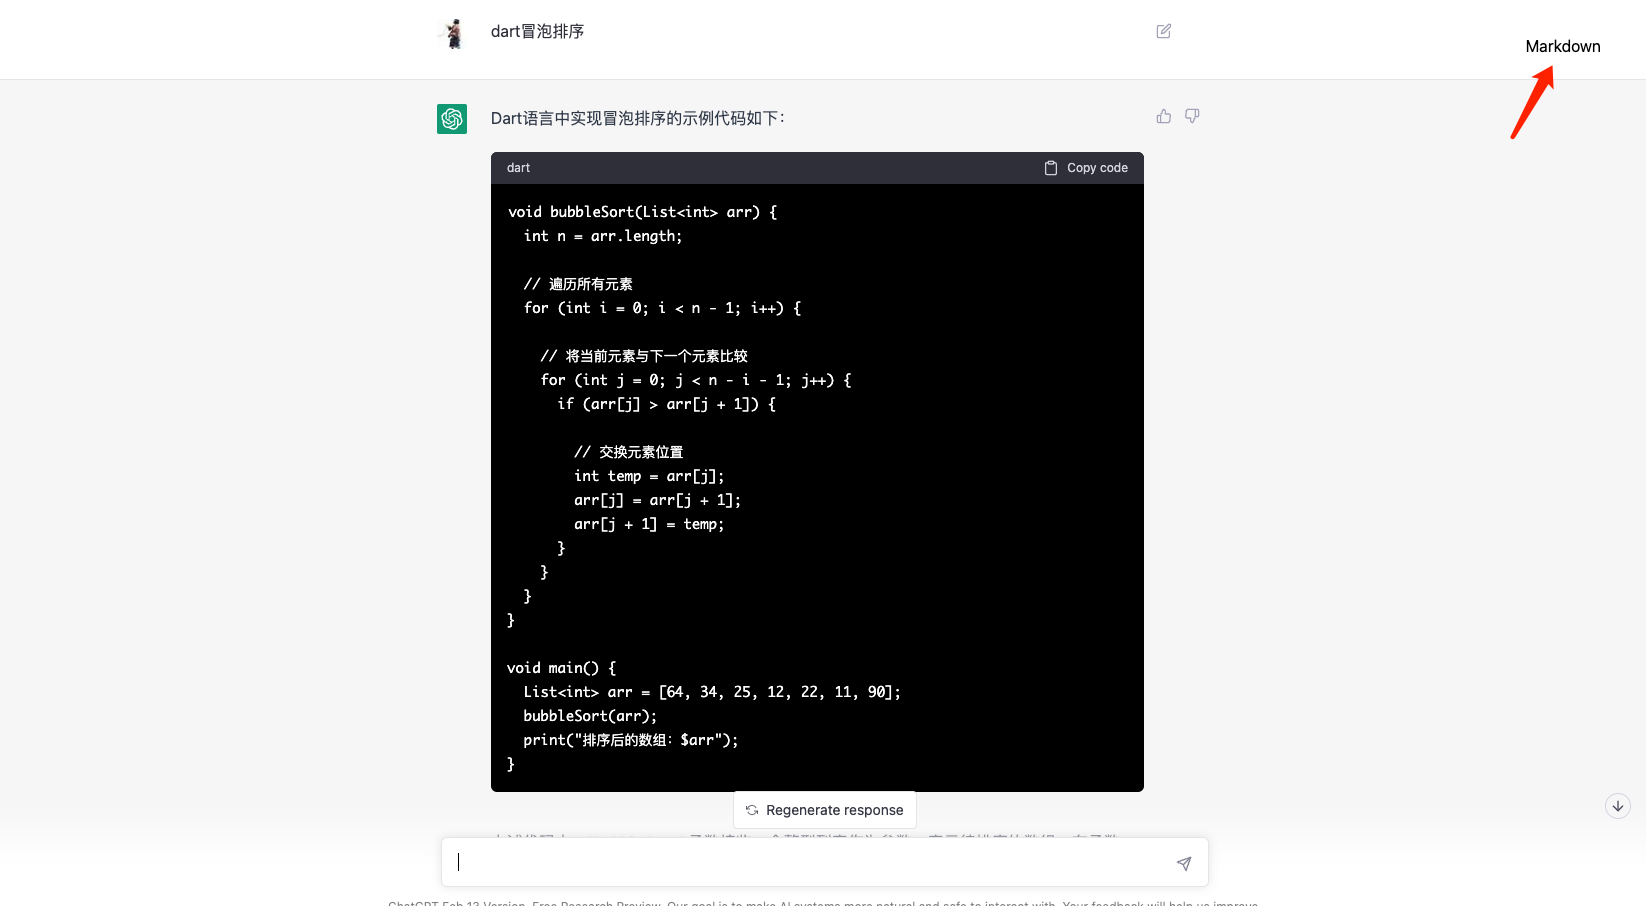 dart冒泡排序
Markdown
Dart语言中实现冒泡排序的示例代码如下：
dart
Copy code
void bubbleSort(List<int> arr) {
  int n = arr.length;
  // 遍历所有元素
  for (int i = 0; i < n - 1; i++) {
    // 将当前元素与下一个元素比较
    for (int j = 0; j < n - i - 1; j++) {
      if (arr[j] > arr[j + 1]) {
        // 交换元素位置
        int temp = arr[j];
        arr[j] = arr[j + 1];
        arr[j + 1] = temp;
      }
    }
  }
}
void main() {
  List<int> arr = [64, 34, 25, 12, 22, 11, 90];
  bubbleSort(arr);
  print("排序后的数组：$arr");
}
Regenerate response
ChatGPT Feb 13 Version. Free Research Preview. Our goal is to make AI systems more natural and safe to interact with. Your feedback will help us improve.